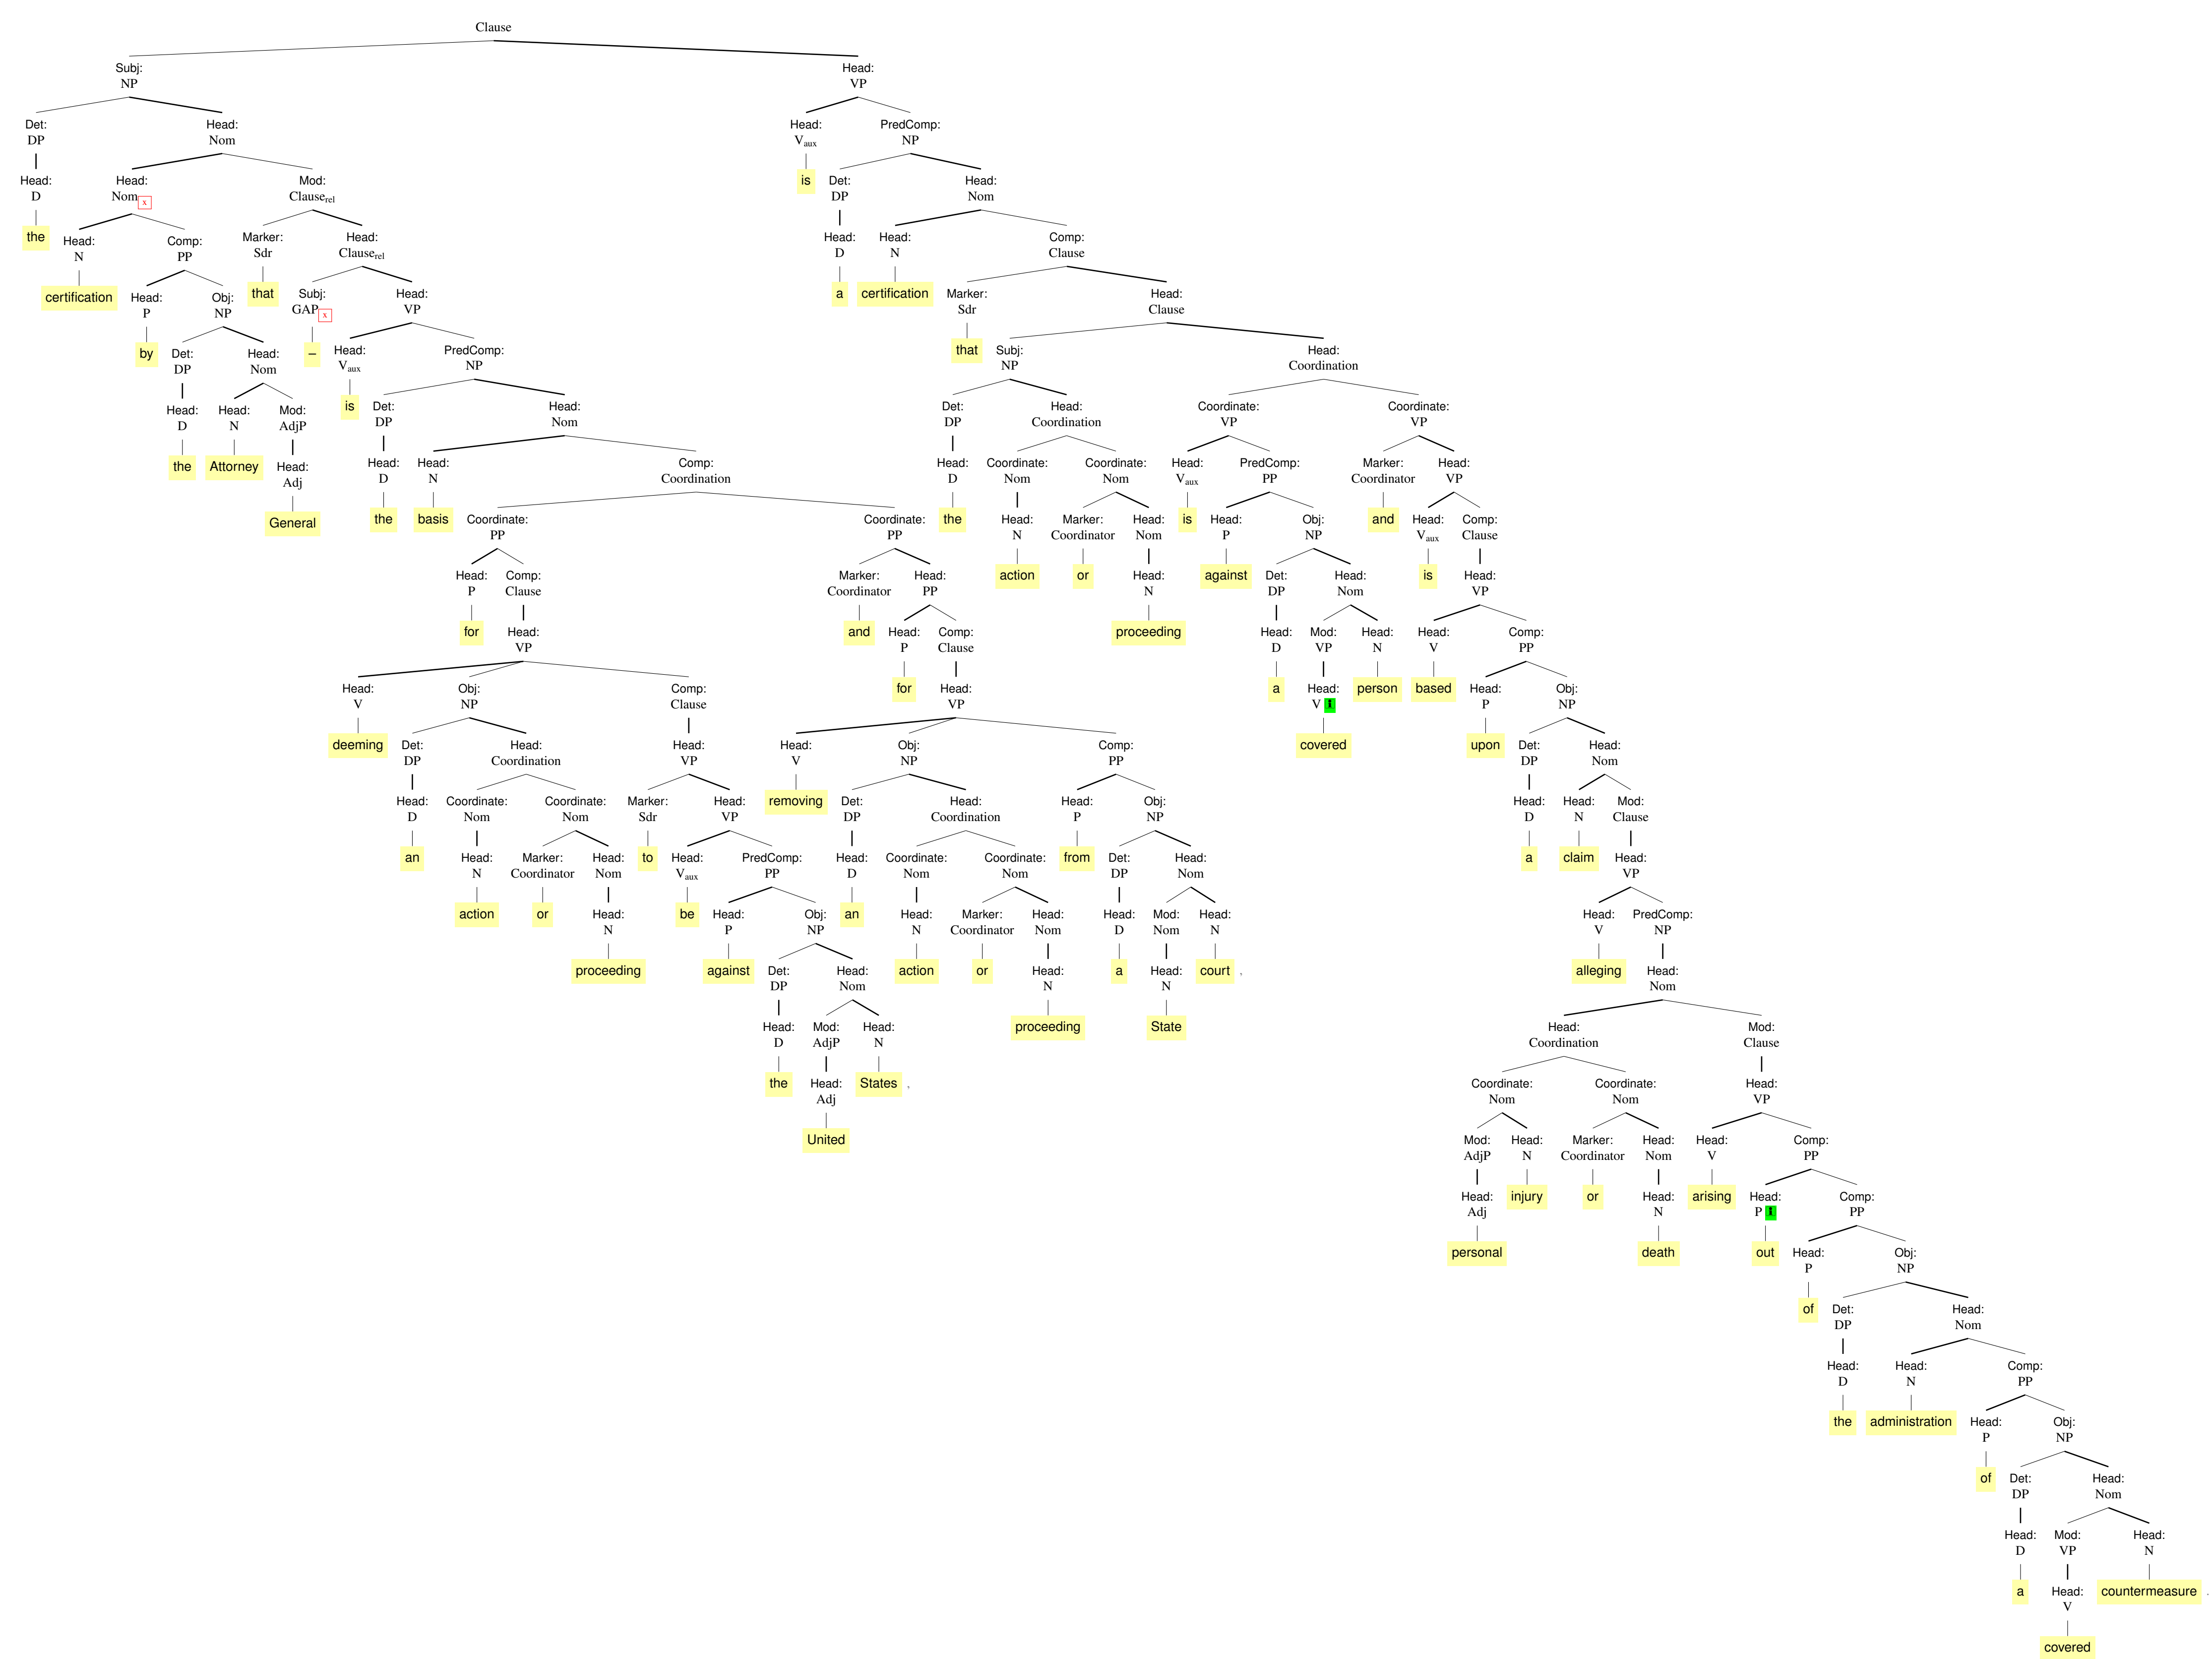 Clause
Subj: Head:
NP VP
Det: Head: Head: PredComp:
DP Nom Vaux NP
Head: Head: Mod: is Det: Head:
D Nom x Clauserel DP Nom
the Head: Comp: Marker: Head: Head: Head: Comp:
N PP Sdr Clauserel D N Clause
certification Head: Obj: that Subj: Head: a certification Marker: Head:
P NP GAP x VP Sdr Clause
by Det: Head: – Head: PredComp: that Subj: Head:
DP Nom Vaux NP NP Coordination
Head: Head: Mod: is Det: Head: Det: Head: Coordinate: Coordinate:
D N AdjP DP Nom DP Coordination VP VP
the Attorney Head: Head: Head: Comp: Head: Coordinate: Coordinate: Head: PredComp: Marker: Head:
Adj D N Coordination D Nom Nom Vaux PP Coordinator VP
General the basis Coordinate: Coordinate: the Head: Marker: Head: is Head: Obj: and Head: Comp:
PP PP N Coordinator Nom P NP Vaux Clause
Head: Comp: Marker: Head: action or Head: against Det: Head: is Head:
P Clause Coordinator PP N DP Nom VP
for Head: and Head: Comp: proceeding Head: Mod: Head: Head: Comp:
VP P Clause D VP N V PP
Head: Obj: Comp: for Head: a Head: person based Head: Obj:
V NP Clause VP V 1 P NP
deeming Det: Head: Head: Head: Obj: Comp: covered upon Det: Head:
DP Coordination VP V NP PP DP Nom
Head: Coordinate: Coordinate: Marker: Head: removing Det: Head: Head: Obj: Head: Head: Mod:
D Nom Nom Sdr VP DP Coordination P NP D N Clause
an Head: Marker: Head: to Head: PredComp: Head: Coordinate: Coordinate: from Det: Head: a claim Head:
N Coordinator Nom Vaux PP D Nom Nom DP Nom VP
action or Head: be Head: Obj: an Head: Marker: Head: Head: Mod: Head: Head: PredComp:
N P NP N Coordinator Nom D Nom N V NP
proceeding against Det: Head: action or Head: a Head: court , alleging Head:
DP Nom N N Nom
Head: Mod: Head: proceeding State Head: Mod:
D AdjP N Coordination Clause
the Head: States , Coordinate: Coordinate: Head:
Adj Nom Nom VP
United Mod: Head: Marker: Head: Head: Comp:
AdjP N Coordinator Nom V PP
Head: injury or Head: arising Head: Comp:
Adj N P 1 PP
personal death out Head: Obj:
P NP
of Det: Head:
DP Nom
Head: Head: Comp:
D N PP
the administration Head: Obj:
P NP
of Det: Head:
DP Nom
Head: Mod: Head:
D VP N
a Head: countermeasure .
V
covered